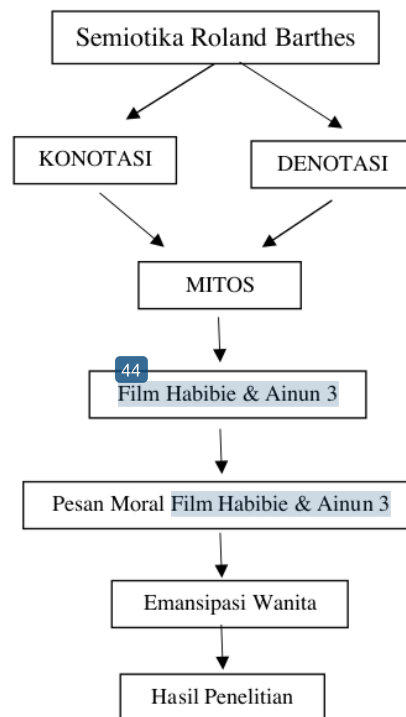 Semiotika Roland Barthes
KONOTASI
DENOTASI
MITOS
44
Film Habibie & Ainun 3
Pesan Moral Film Habibie & Ainun 3
Emansipasi Wanita
Hasil Penelitian